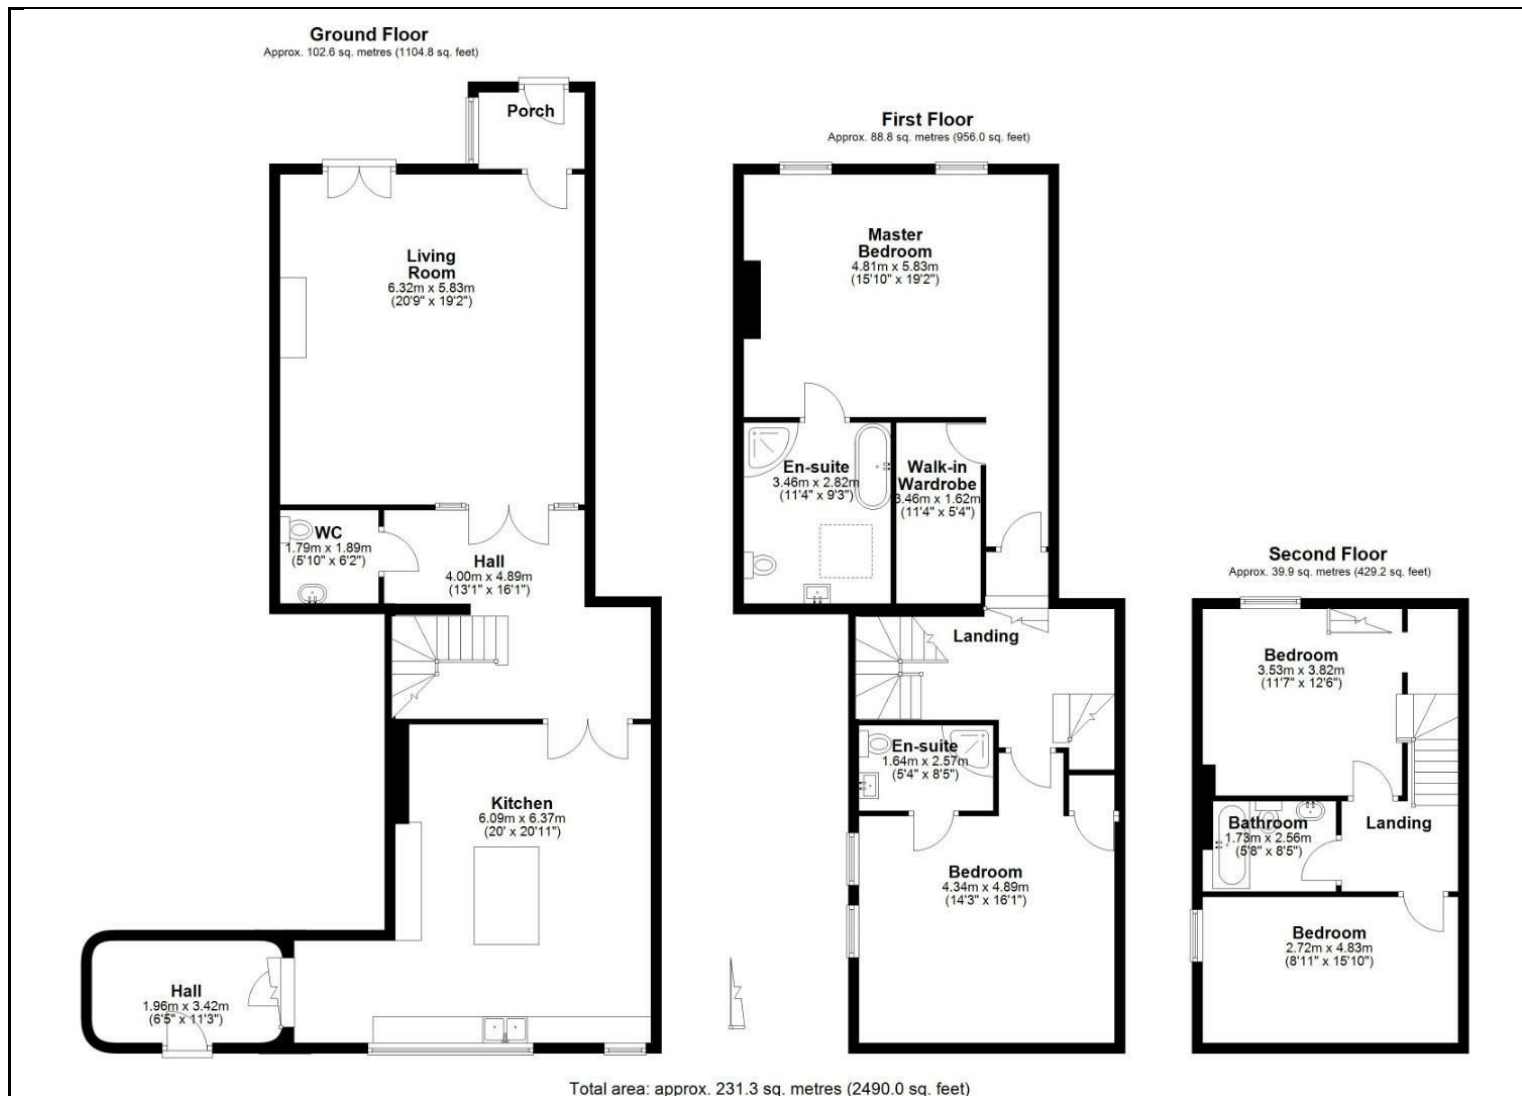 Ground Floor
Approx. 102.6 sq. metres (1104.8 sq. feet)
Porch
Living
Room
6.32m x 5.83m
(20'9" x 19'2")
WC
1.79m x 1.89m
(5'10" x 6'2")
Hall
4.00m x 4.89m
(13'1" x 16'1")
Kitchen
6.09m x 6.37m
(20' x 20'11")
Hall
1.96m x 3.42m
(6'5" x 11'3")
First Floor
Approx. 88.8 sq. metres (956.0 sq. feet)
Master
Bedroom
4.81m x 5.83m
(15'10" x 19'2")
En-suite
3.46m x 2.82m
(11'4" x 9'3")
Walk-in
Wardrobe
3.46m x 1.62m
(11'4" x 5'4")
Landing
En-suite
1.64m x 2.57m
(5'4" x 8'5")
Bedroom
4.34m x 4.89m
(14'3" x 16'1")
Second Floor
Approx. 39.9 sq. metres (429.2 sq. feet)
Bedroom
3.53m x 3.82m
(11'7" x 12'6")
Bathroom
1.73m x 2.56m
(5'8" x 8'5")
Landing
Bedroom
2.72m x 4.83m
(8'11" x 15'10")
Total area: approx. 231.3 sq. metres (2490.0 sq. feet)